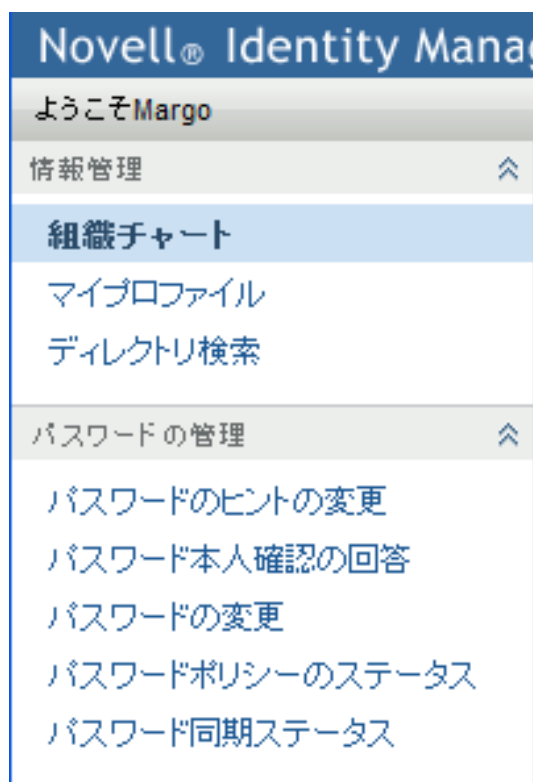 Novell® Identity Mana
ようこそMargo
情報管理
組織チャート
マイプロファイル
ディレクトリ検索
パスワードの管理
パスワードのヒントの変更
パスワード本人確認の回答
パスワードの変更
パスワードポリシーのステータス
パスワード同期ステータス